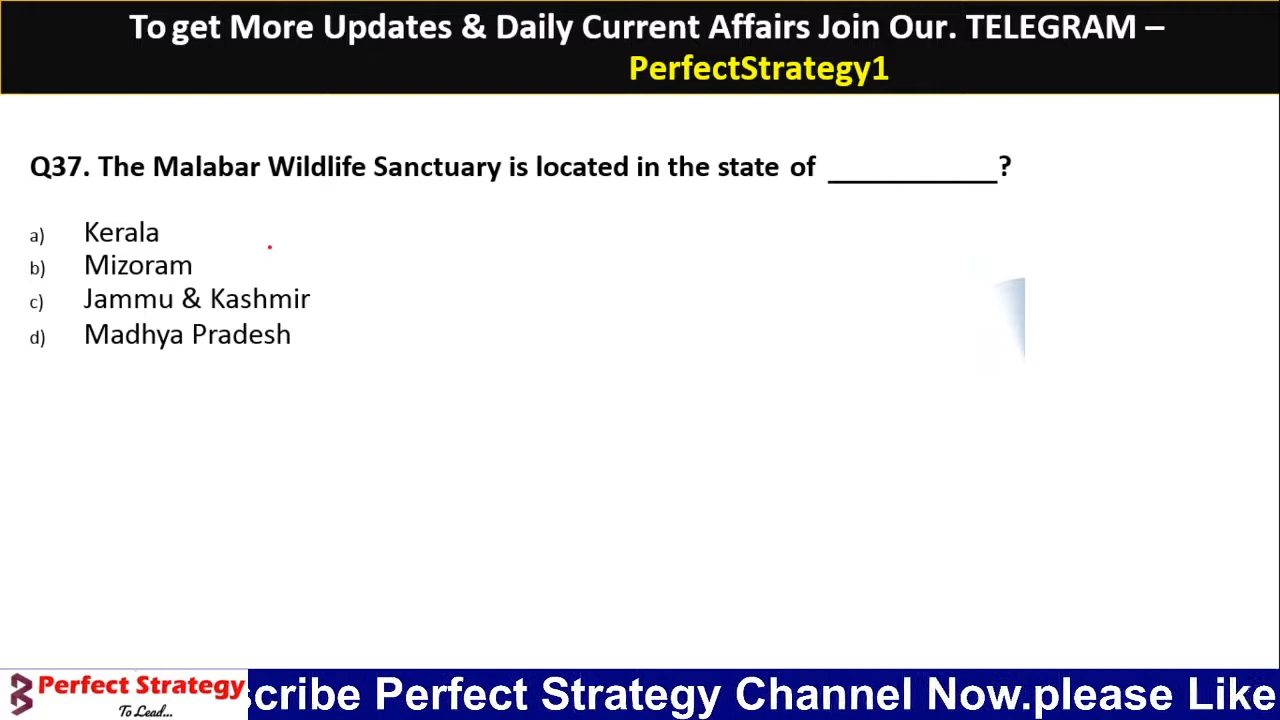 To get More Updates & Daily Current Affairs Join Our. TELEGRAM –
PerfectStrategy1
Q37. The Malabar Wildlife Sanctuary is located in the state of ____________?
a) Kerala
b) Mizoram
c) Jammu & Kashmir
d) Madhya Pradesh
Perfect Strategy
To Lead...
scribe Perfect Strategy Channel Now.please Like